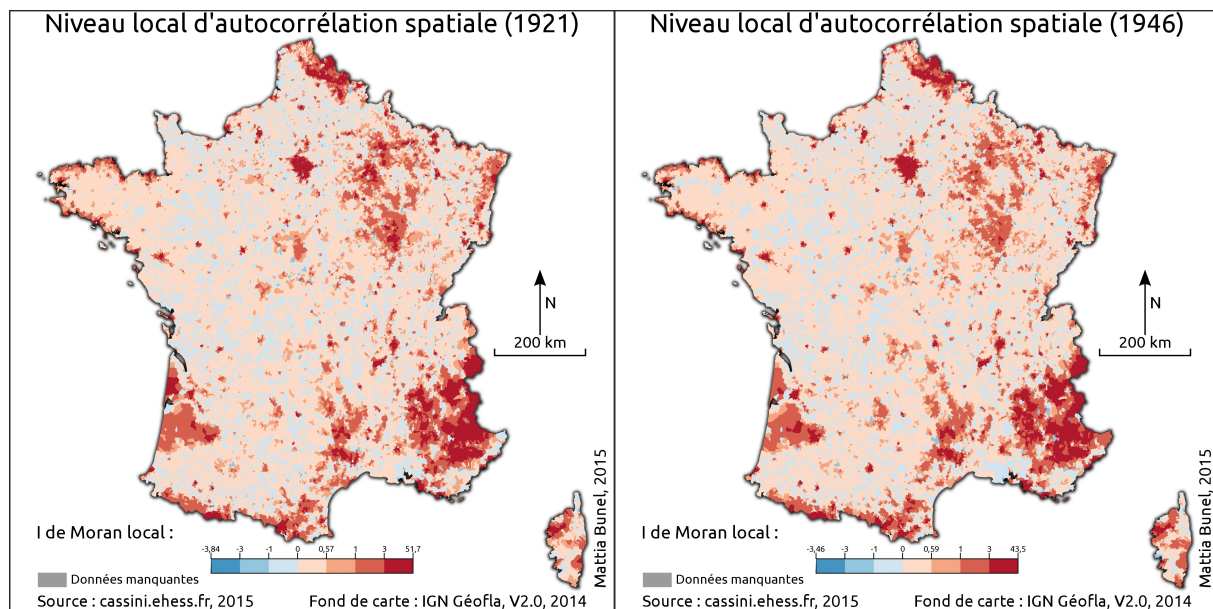 Niveau local d'autocorrélation spatiale (1921)
N
200 km
Mattia Bunel, 2015
I de Moran local :
-3,84 -3 -1 0 0,57 1 3 51,7
Données manquantes
Source : cassini.ehess.fr, 2015 Fond de carte : IGN Géofla, V2.0, 2014
Niveau local d'autocorrélation spatiale (1946)
N
200 km
Mattia Bunel, 2015
I de Moran local :
-3,46 -3 -1 0 0,59 1 3 43,5
Données manquantes
Source : cassini.ehess.fr, 2015 Fond de carte : IGN Géofla, V2.0, 2014